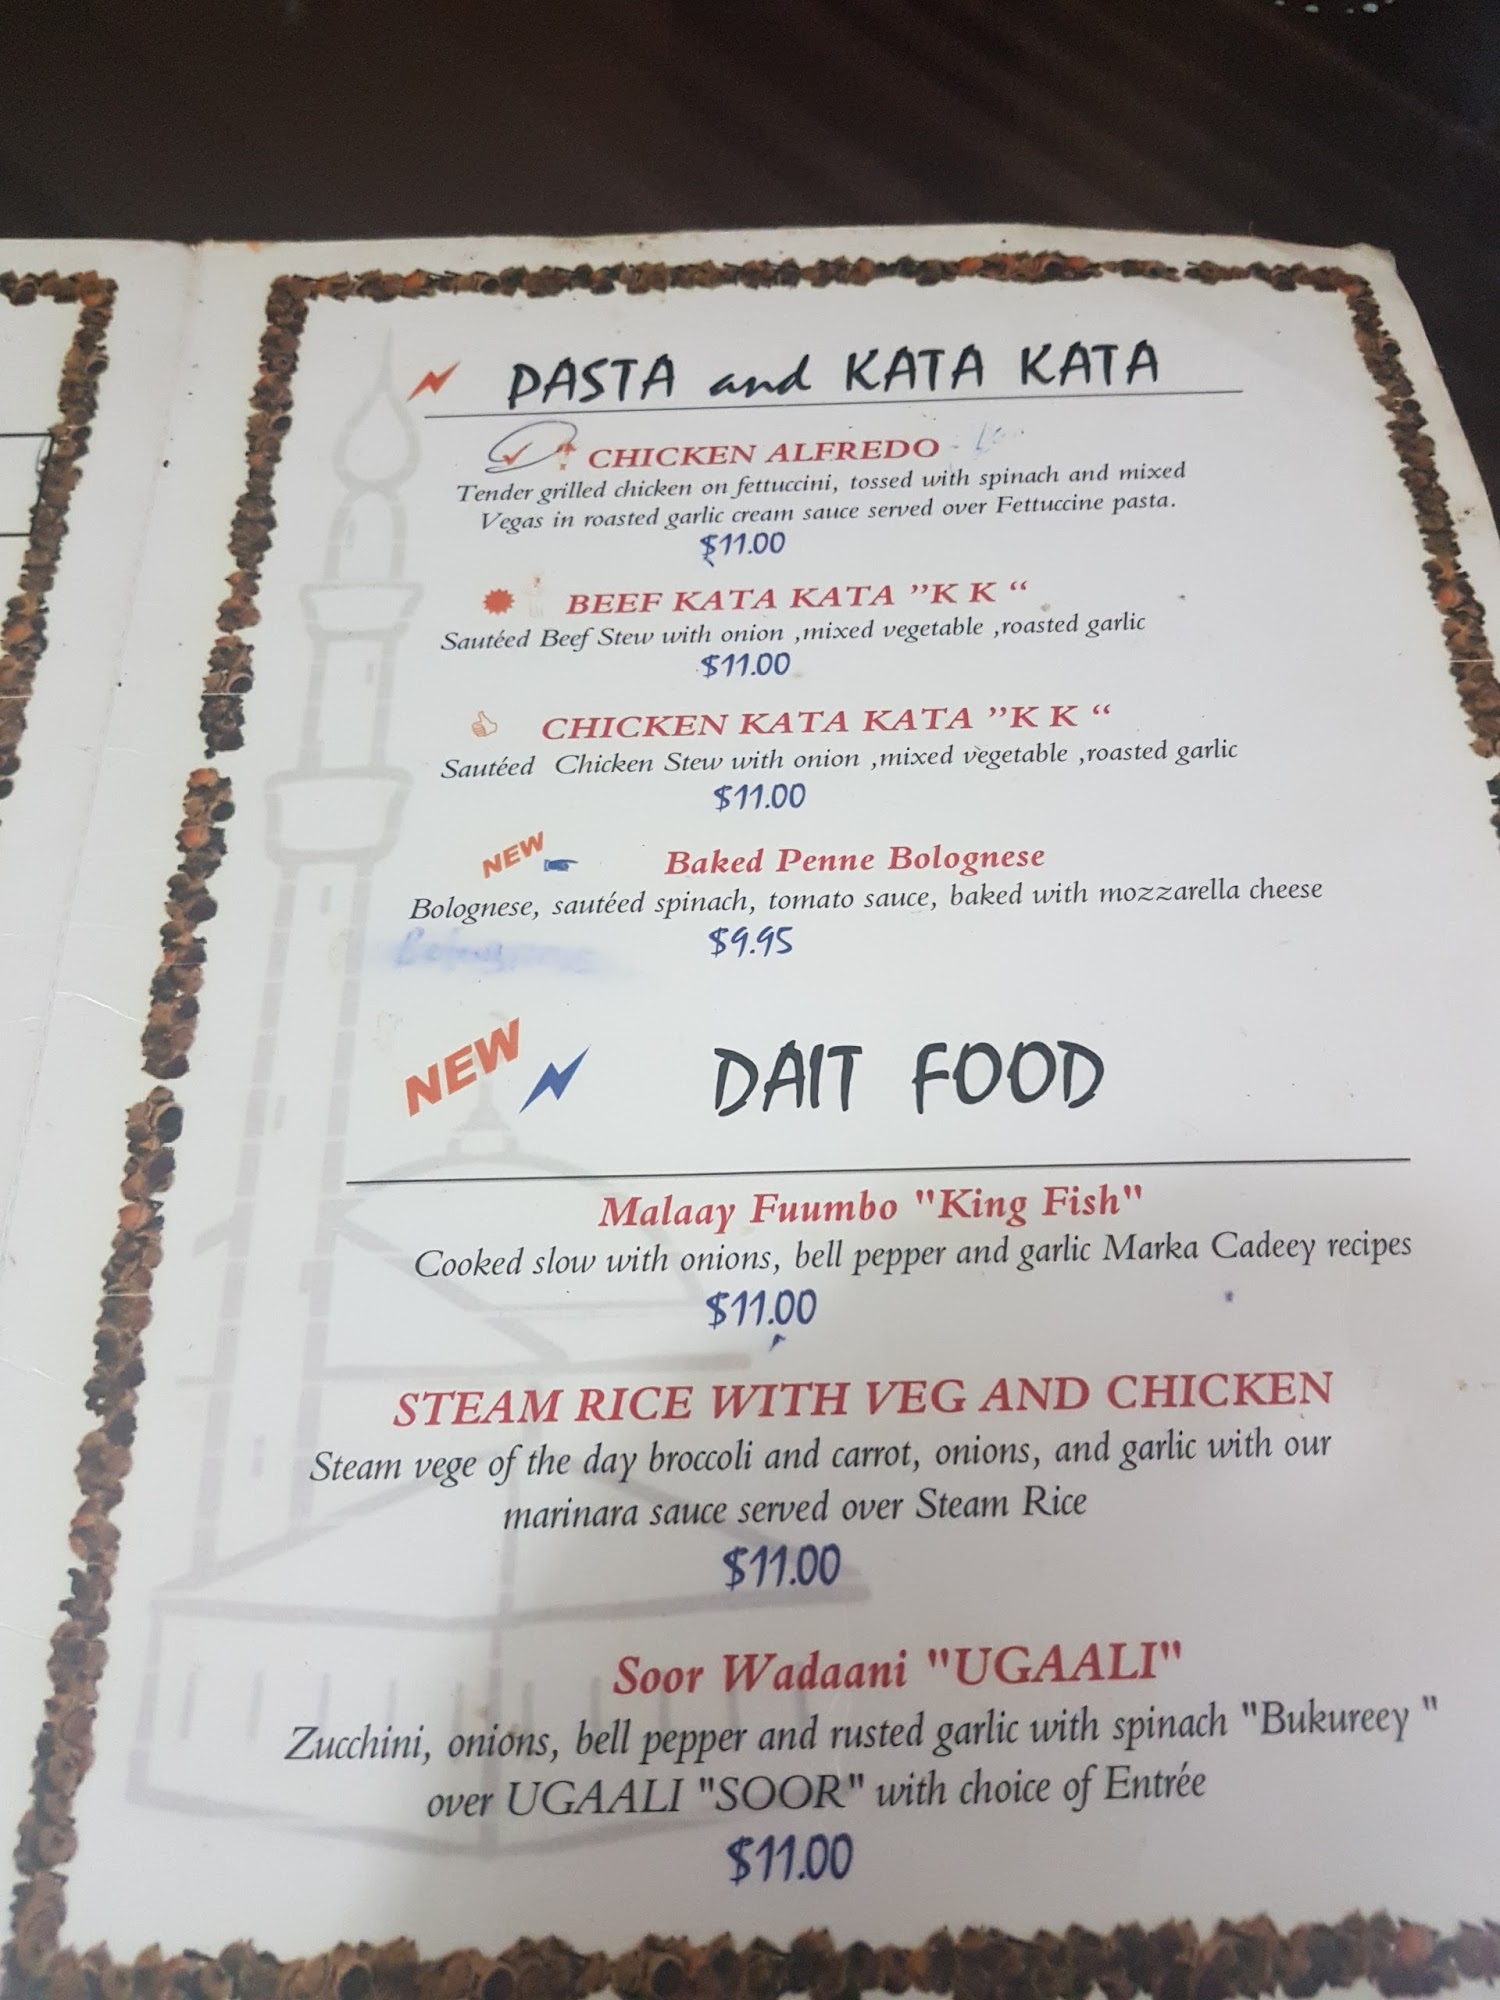 PASTA and KATA KATA
CHICKEN ALFREDO
Tender grilled chicken on fettuccini, tossed with spinach and mixed
Vegas in roasted garlic cream sauce served over Fettuccine pasta.
$11.00
BEEF KATA KATA ”K K “
Sautéed Beef Stew with onion ,mixed vegetable ,roasted garlic
$11.00
CHICKEN KATA KATA ”K K “
Sautéed Chicken Stew with onion ,mixed vegetable ,roasted garlic
$11.00
NEW Baked Penne Bolognese
Bolognese, sautéed spinach, tomato sauce, baked with mozzarella cheese
$9.95
NEW DAIT FOOD
Malaay Fuumbo "King Fish"
Cooked slow with onions, bell pepper and garlic Marka Cadeey recipes
$11.00
STEAM RICE WITH VEG AND CHICKEN
Steam vege of the day broccoli and carrot, onions, and garlic with our
marinara sauce served over Steam Rice
$11.00
Soor Wadaani "UGAALI"
Zucchini, onions, bell pepper and rusted garlic with spinach "Bukureey "
over UGAALI "SOOR" with choice of Entrée
$11.00